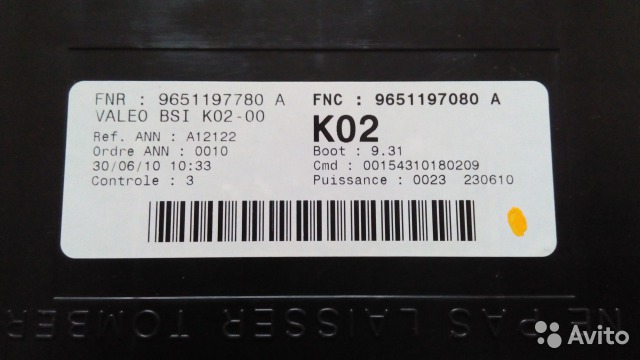 FNR : 9651197780 A
VALEO BSI K02-00
Ref. ANN : A12122
Ordre ANN : 0010
30/06/10 10:33
Controle : 3
FNC : 9651197080 A
K02
Boot : 9.31
Cmd : 00154310180209
Puissance : 0023 230610
NE PAS LAISSER TOMBER
Avito